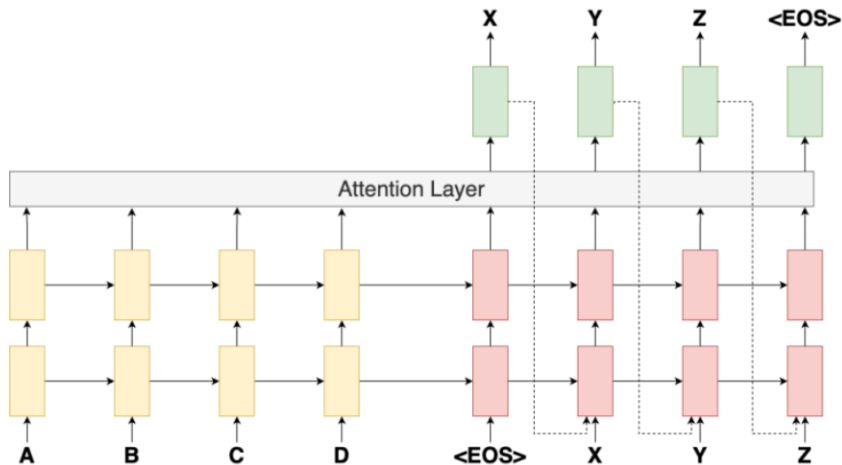 X Y Z <EOS>
Attention Layer
A B C D <EOS> X Y Z